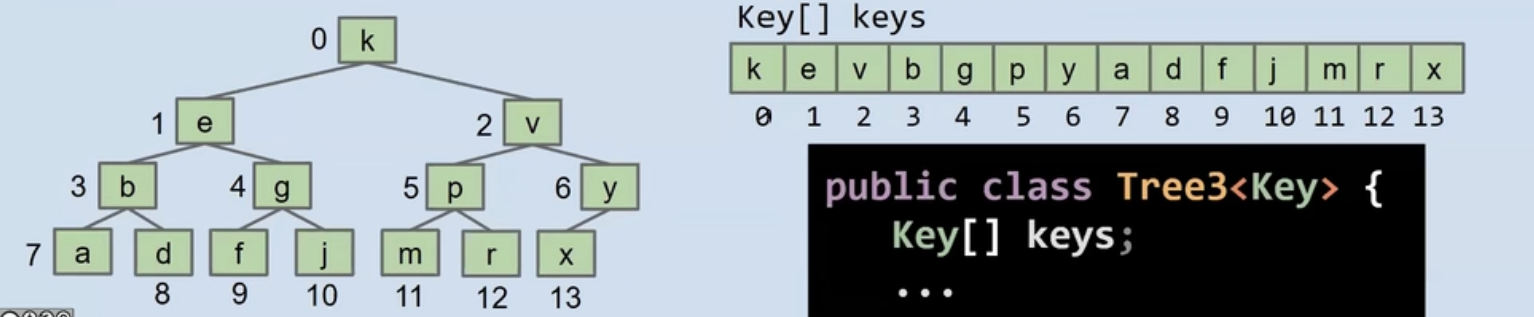 0 k
1 e 2 v
3 b 4 g 5 p 6 y
7 a d f j m r x
8 9 10 11 12 13
Key[] keys
k e v b g p y a d f j m r x
0 1 2 3 4 5 6 7 8 9 10 11 12 13
public class Tree3<Key> {
Key[] keys;
...